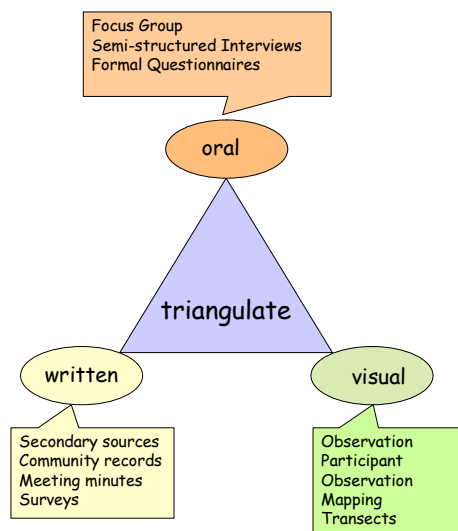 Focus Group
Semi-structured Interviews
Formal Questionnaires
oral
triangulate
written
visual
Secondary sources
Community records
Meeting minutes
Surveys
Observation
Participant
Observation
Mapping
Transects